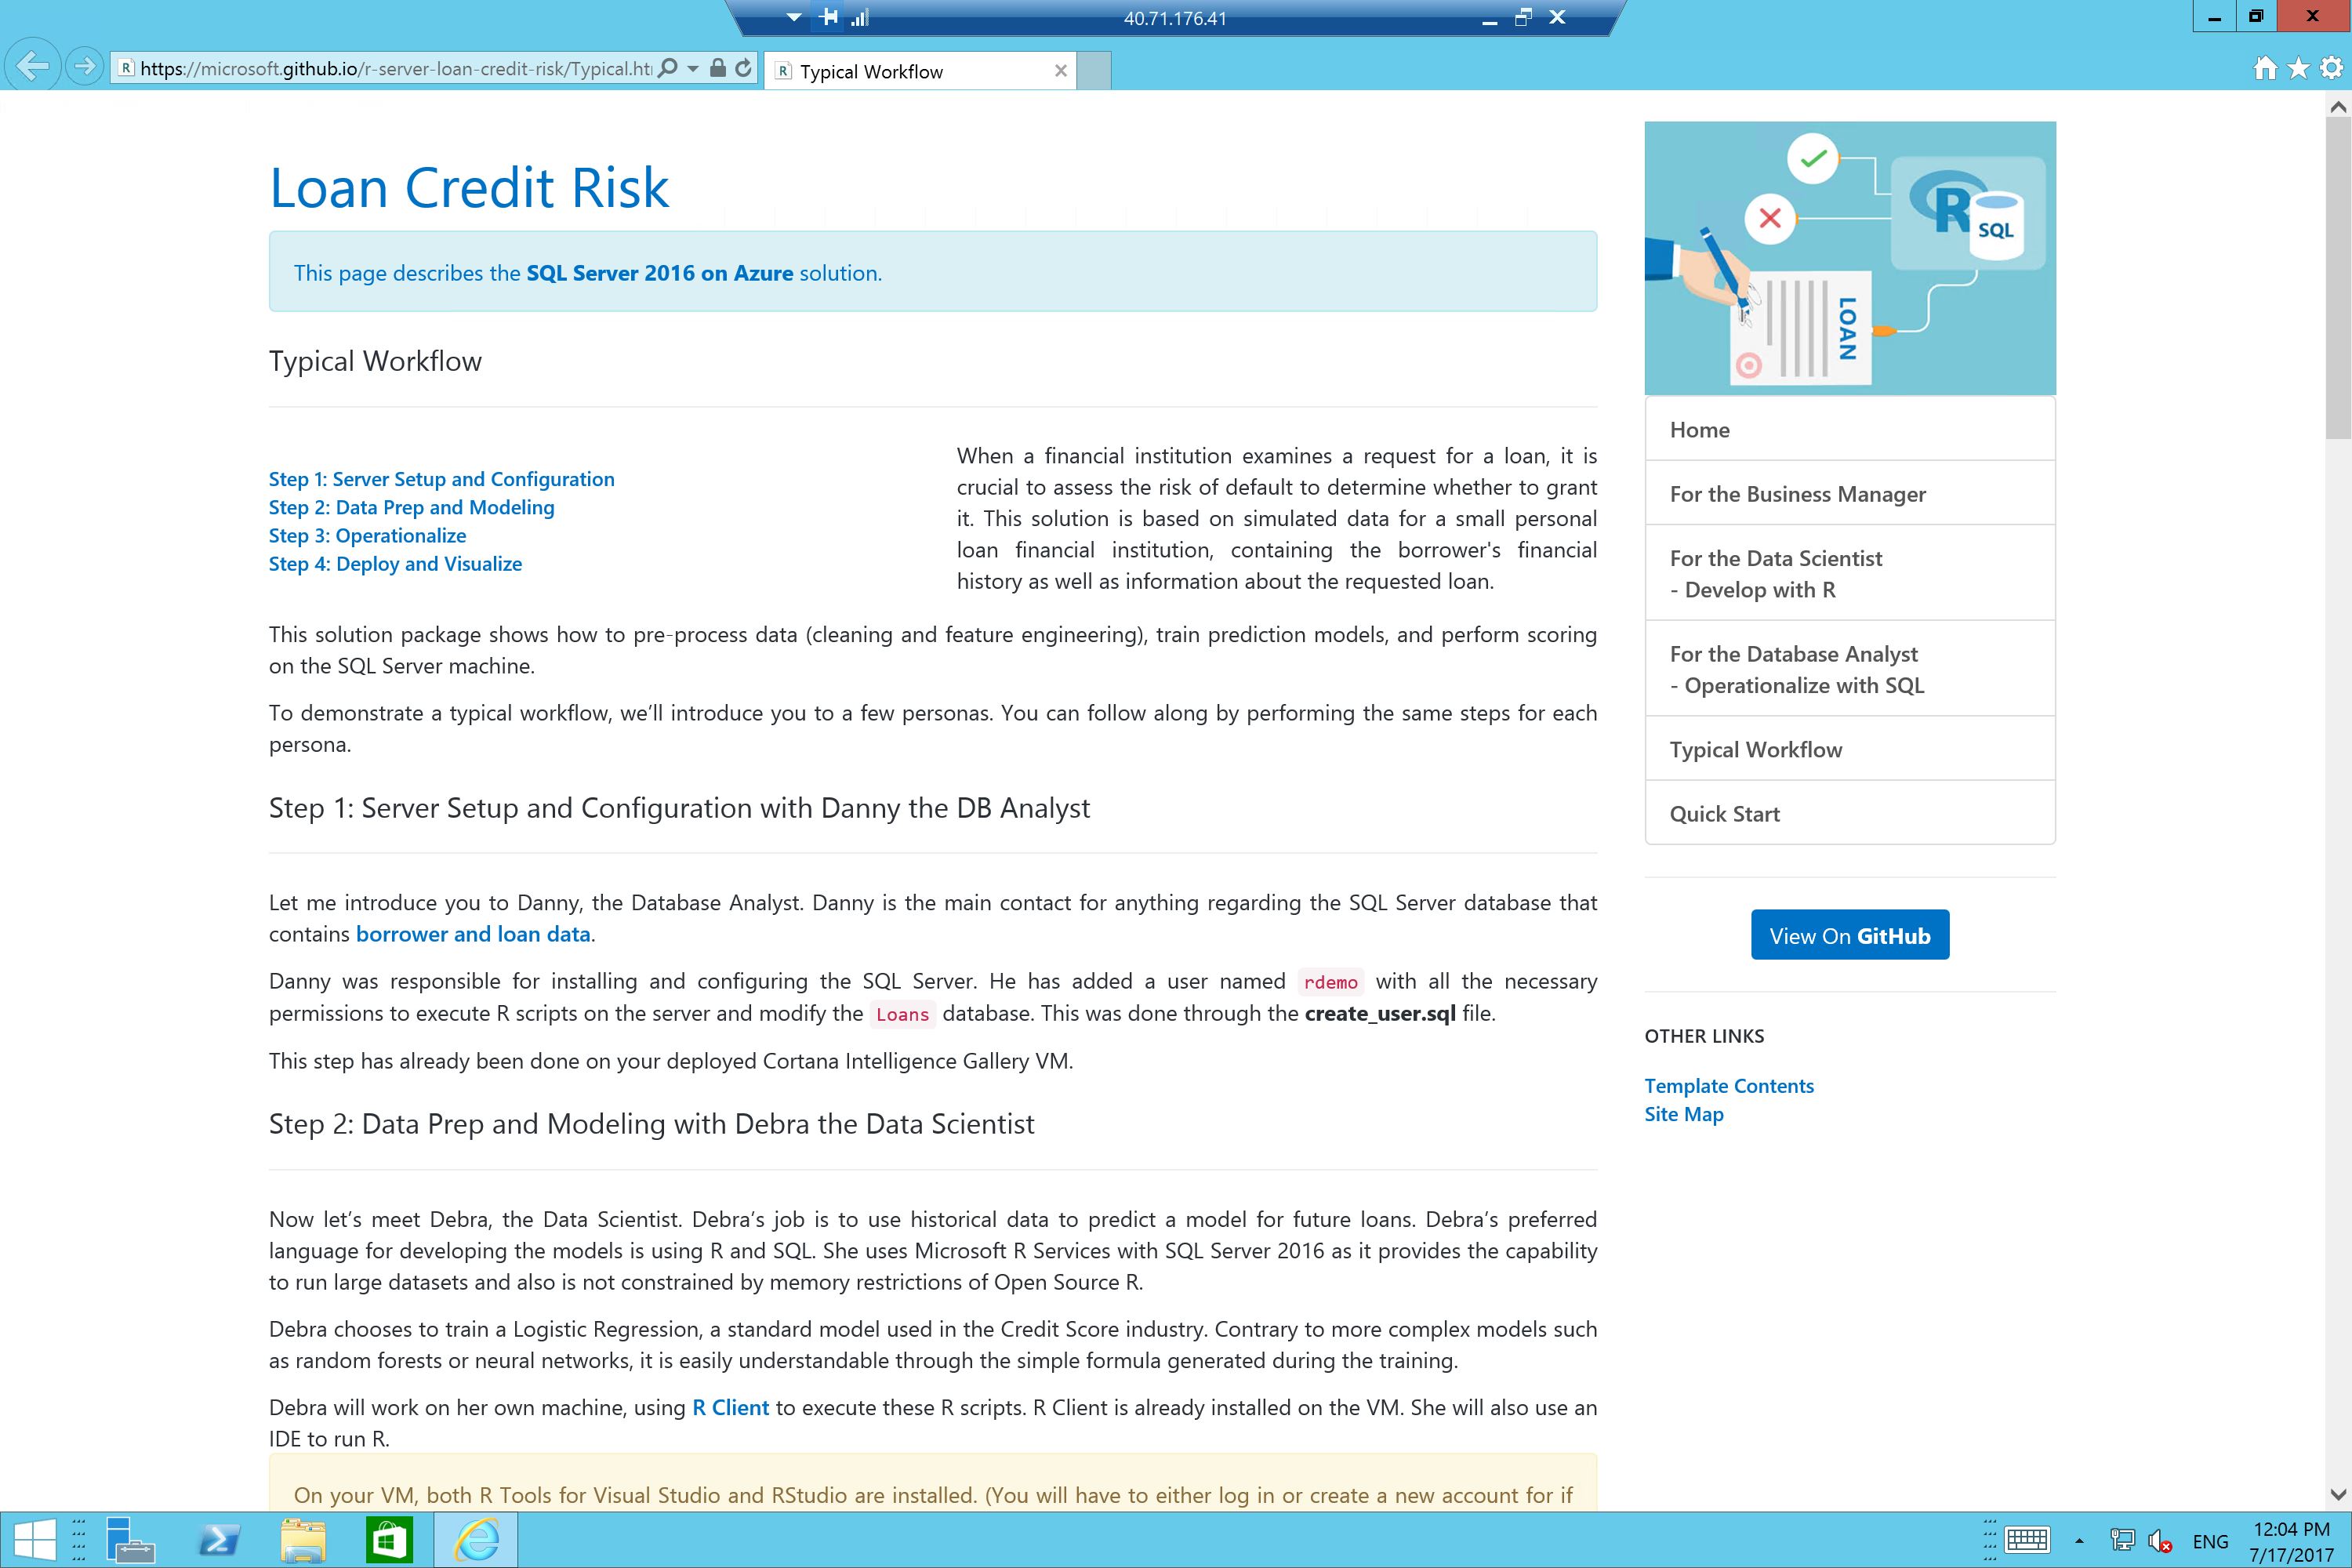 40.71.176.41
https://microsoft.github.io/r-server-loan-credit-risk/Typical.ht
Typical Workflow
Loan Credit Risk
This page describes the SQL Server 2016 on Azure solution.
Typical Workflow
Step 1: Server Setup and Configuration
Step 2: Data Prep and Modeling
Step 3: Operationalize
Step 4: Deploy and Visualize
When a financial institution examines a request for a loan, it is
crucial to assess the risk of default to determine whether to grant
it. This solution is based on simulated data for a small personal
loan financial institution, containing the borrower's financial
history as well as information about the requested loan.
This solution package shows how to pre-process data (cleaning and feature engineering), train prediction models, and perform scoring
on the SQL Server machine.
To demonstrate a typical workflow, we’ll introduce you to a few personas. You can follow along by performing the same steps for each
persona.
Step 1: Server Setup and Configuration with Danny the DB Analyst
Let me introduce you to Danny, the Database Analyst. Danny is the main contact for anything regarding the SQL Server database that
contains borrower and loan data.
Danny was responsible for installing and configuring the SQL Server. He has added a user named rdemo with all the necessary
permissions to execute R scripts on the server and modify the Loans database. This was done through the create_user.sql file.
This step has already been done on your deployed Cortana Intelligence Gallery VM.
Step 2: Data Prep and Modeling with Debra the Data Scientist
Now let’s meet Debra, the Data Scientist. Debra’s job is to use historical data to predict a model for future loans. Debra’s preferred
language for developing the models is using R and SQL. She uses Microsoft R Services with SQL Server 2016 as it provides the capability
to run large datasets and also is not constrained by memory restrictions of Open Source R.
Debra chooses to train a Logistic Regression, a standard model used in the Credit Score industry. Contrary to more complex models such
as random forests or neural networks, it is easily understandable through the simple formula generated during the training.
Debra will work on her own machine, using R Client to execute these R scripts. R Client is already installed on the VM. She will also use an
IDE to run R.
On your VM, both R Tools for Visual Studio and RStudio are installed. (You will have to either log in or create a new account for if
R
SQL
LOAN
Home
For the Business Manager
For the Data Scientist
- Develop with R
For the Database Analyst
- Operationalize with SQL
Typical Workflow
Quick Start
View On GitHub
OTHER LINKS
Template Contents
Site Map
ENG
12:04 PM
7/17/2017